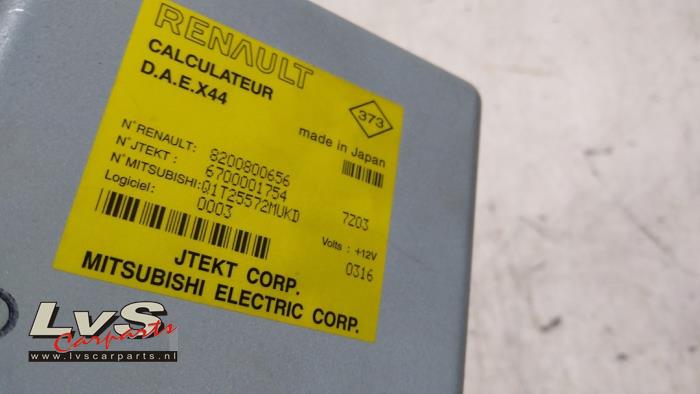 RENAULT
CALCULATEUR
D.A.E.X44
373
made in Japan
N° RENAULT: 8200800656
N° JTEKT : 6700001754
N° MITSUBISHI: Q1T25572MUKD 7Z03
Logiciel: 0003 Volts : +12V
0316
JTEKT CORP.
MITSUBISHI ELECTRIC CORP.
LvS
Carparts
www.lvscarparts.nl